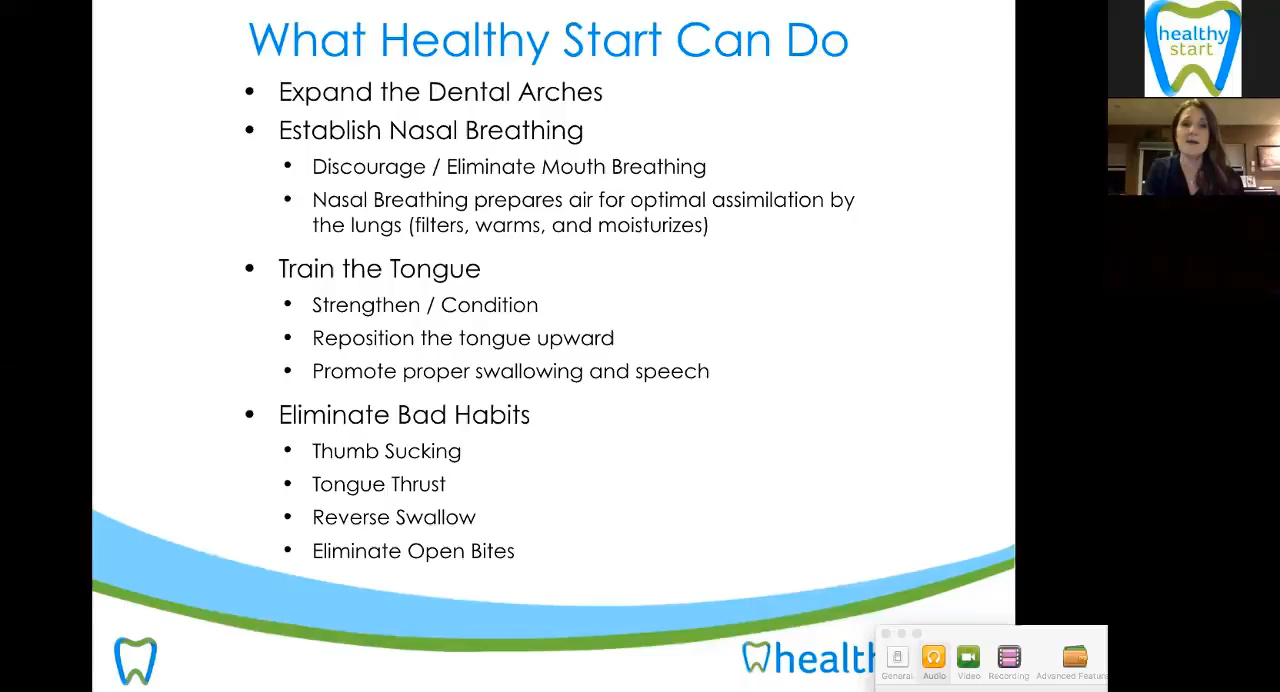 What Healthy Start Can Do
• Expand the Dental Arches
• Establish Nasal Breathing
• Discourage / Eliminate Mouth Breathing
• Nasal Breathing prepares air for optimal assimilation by
the lungs (filters, warms, and moisturizes)
• Train the Tongue
• Strengthen / Condition
• Reposition the tongue upward
• Promote proper swallowing and speech
• Eliminate Bad Habits
• Thumb Sucking
• Tongue Thrust
• Reverse Swallow
• Eliminate Open Bites
healthy
start
health
General Audio Video Recording Advanced Featur